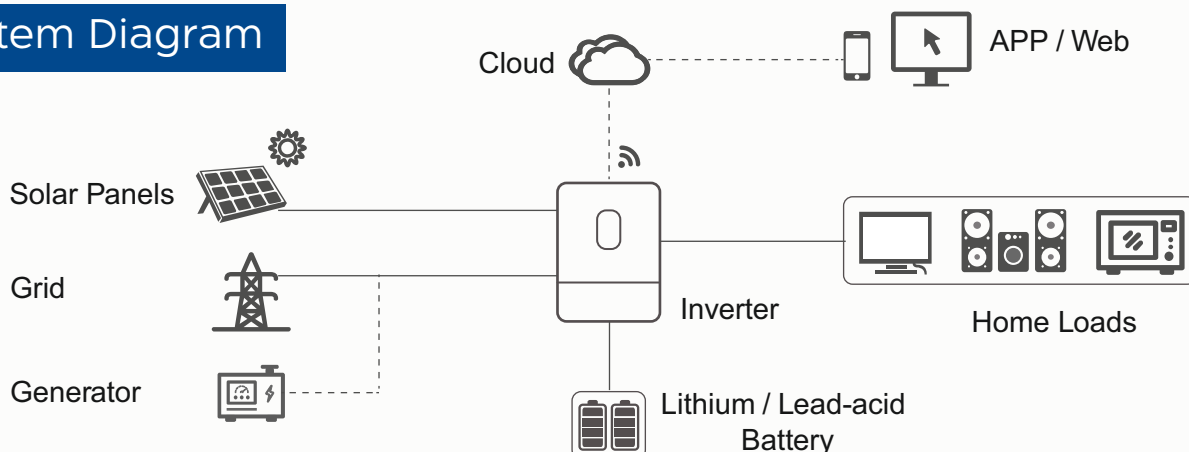 tem Diagram
Cloud
APP / Web
Solar Panels
Grid
Inverter
Home Loads
Generator
Lithium / Lead-acid
Battery